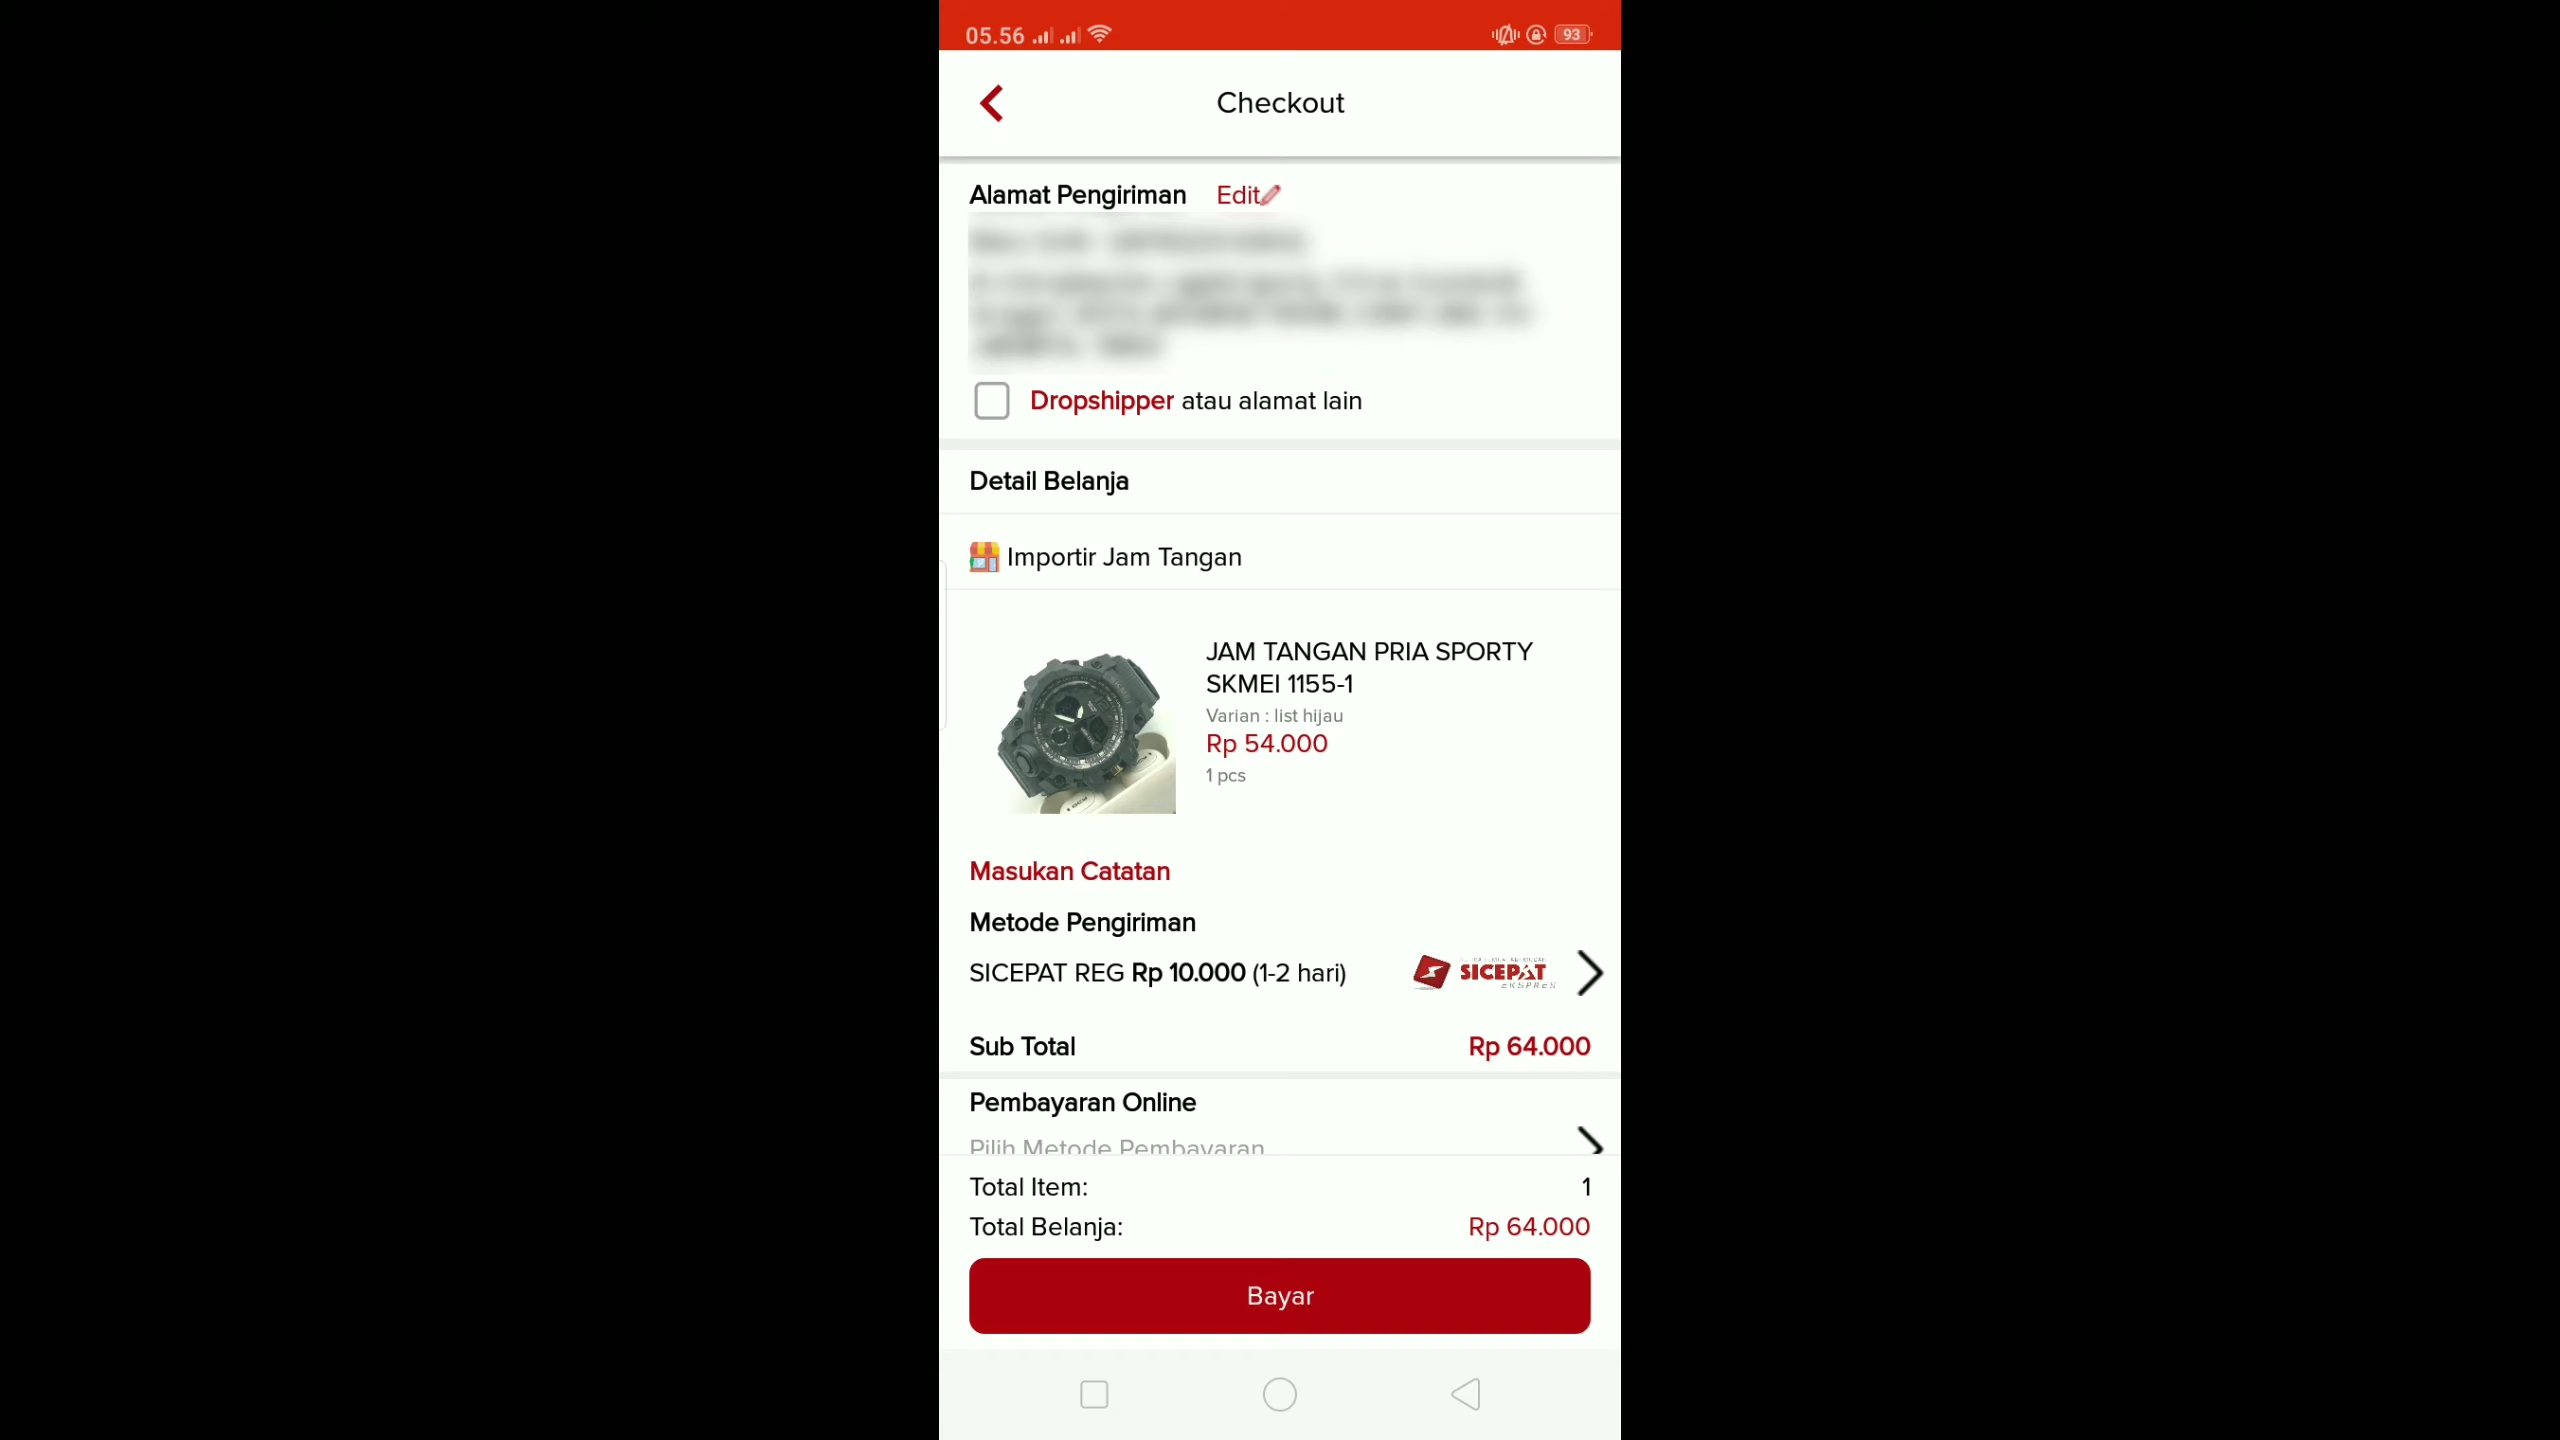 05.56
93
Checkout
Alamat Pengiriman Edit
Dropshipper atau alamat lain
Detail Belanja
Importir Jam Tangan
JAM TANGAN PRIA SPORTY
SKMEI 1155-1
Varian : list hijau
Rp 54.000
1 pcs
Masukan Catatan
Metode Pengiriman
SICEPAT REG Rp 10.000 (1-2 hari)
SICEPAT
EKSPRES
Sub Total Rp 64.000
Pembayaran Online
Pilih Metode Pembayaran
Total Item: 1
Total Belanja: Rp 64.000
Bayar